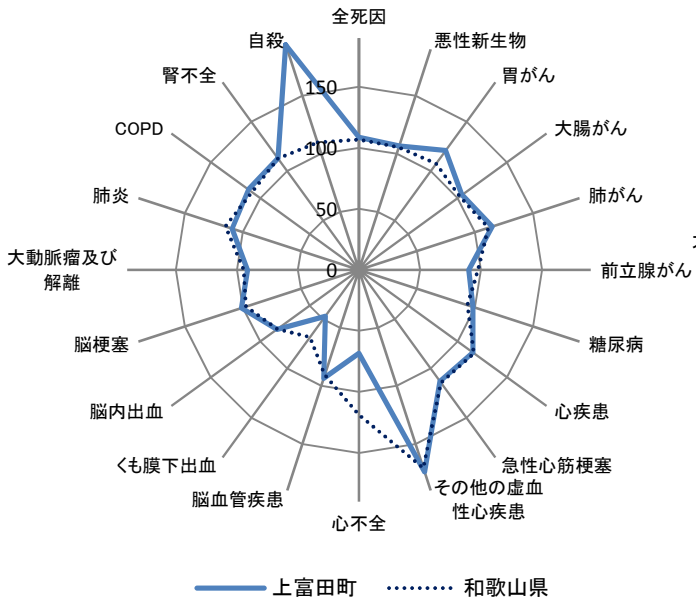 全死因
悪性新生物
胃がん
大腸がん
肺がん
前立腺がん
糖尿病
心疾患
急性心筋梗塞
その他の虚血
性心疾患
心不全
脳血管疾患
くも膜下出血
脳内出血
脳梗塞
大動脈瘤及び
解離
肺炎
COPD
腎不全
自殺
150
100
50
0
上富田町
和歌山県